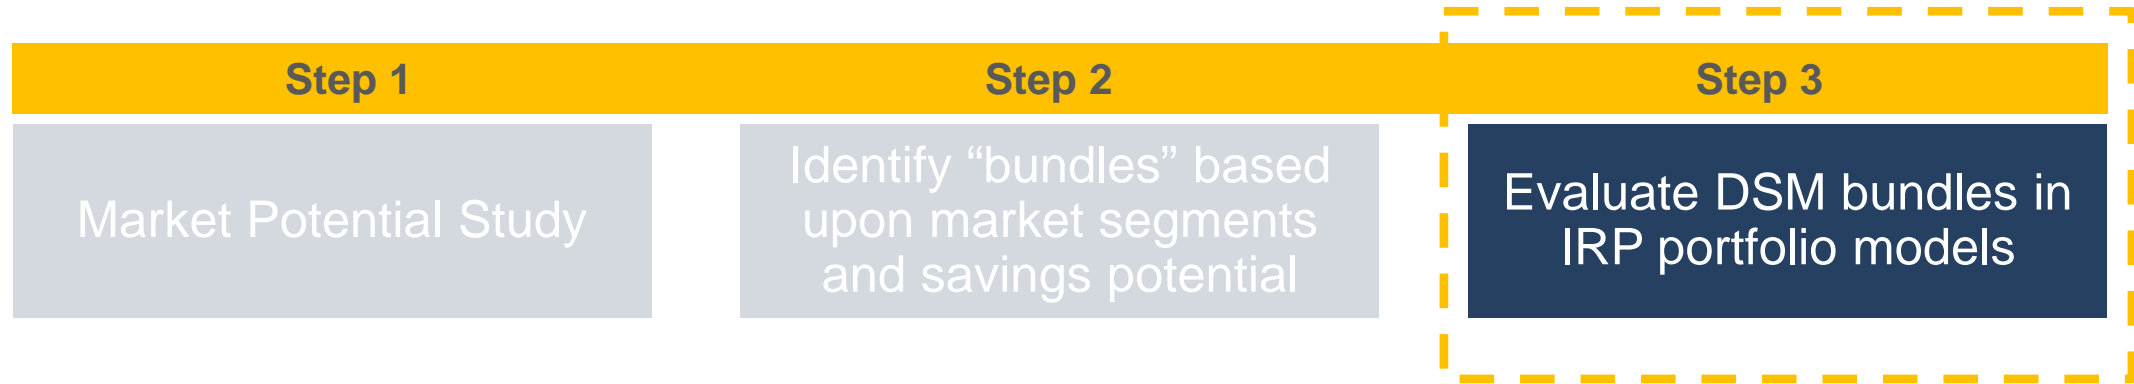 Step 1
Step 2
Step 3
Market Potential Study
Identify “bundles” based
upon market segments
and savings potential
Evaluate DSM bundles in
IRP portfolio models